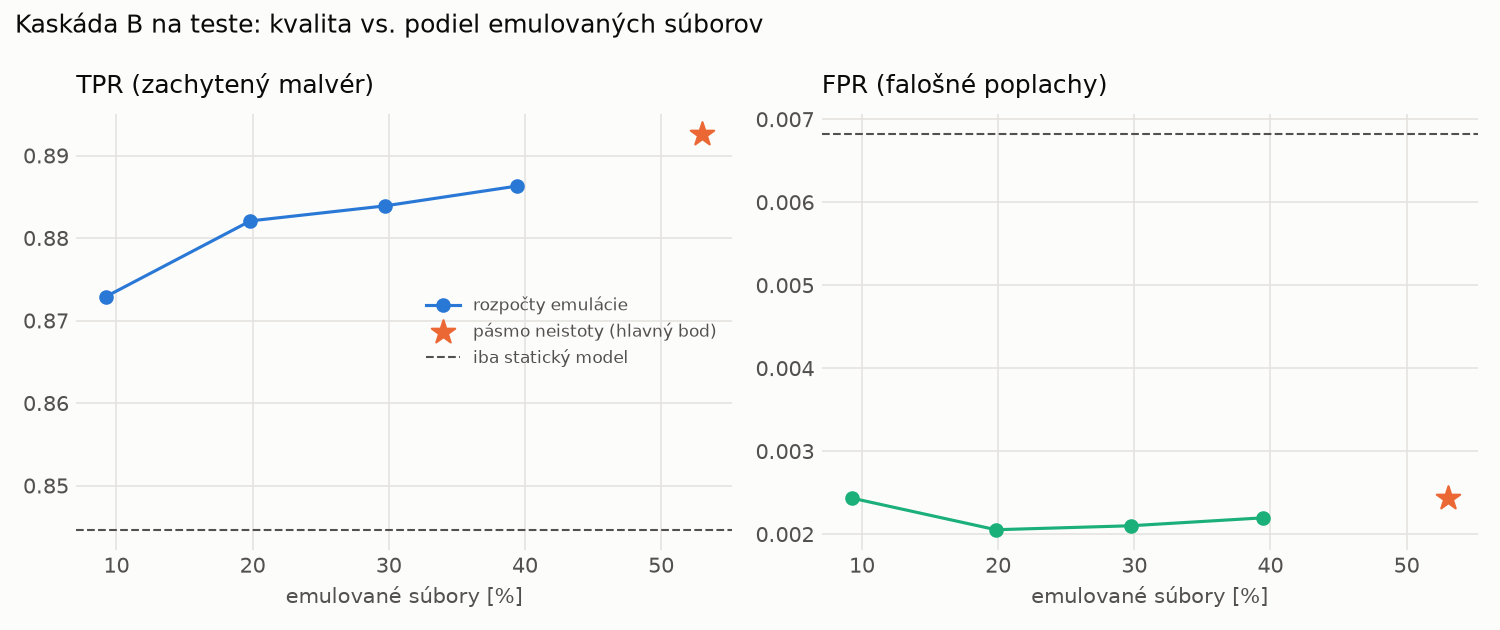 Kaskáda B na teste: kvalita vs. podiel emulovaných súborov
TPR (zachytený malvér)
0.89
0.88
0.87
0.86
0.85
rozpočty emulácie
pásmo neistoty (hlavný bod)
iba statický model
10 20 30 40 50
emulované súbory [%]
FPR (falošné poplachy)
0.007
0.006
0.005
0.004
0.003
0.002
10 20 30 40 50
emulované súbory [%]